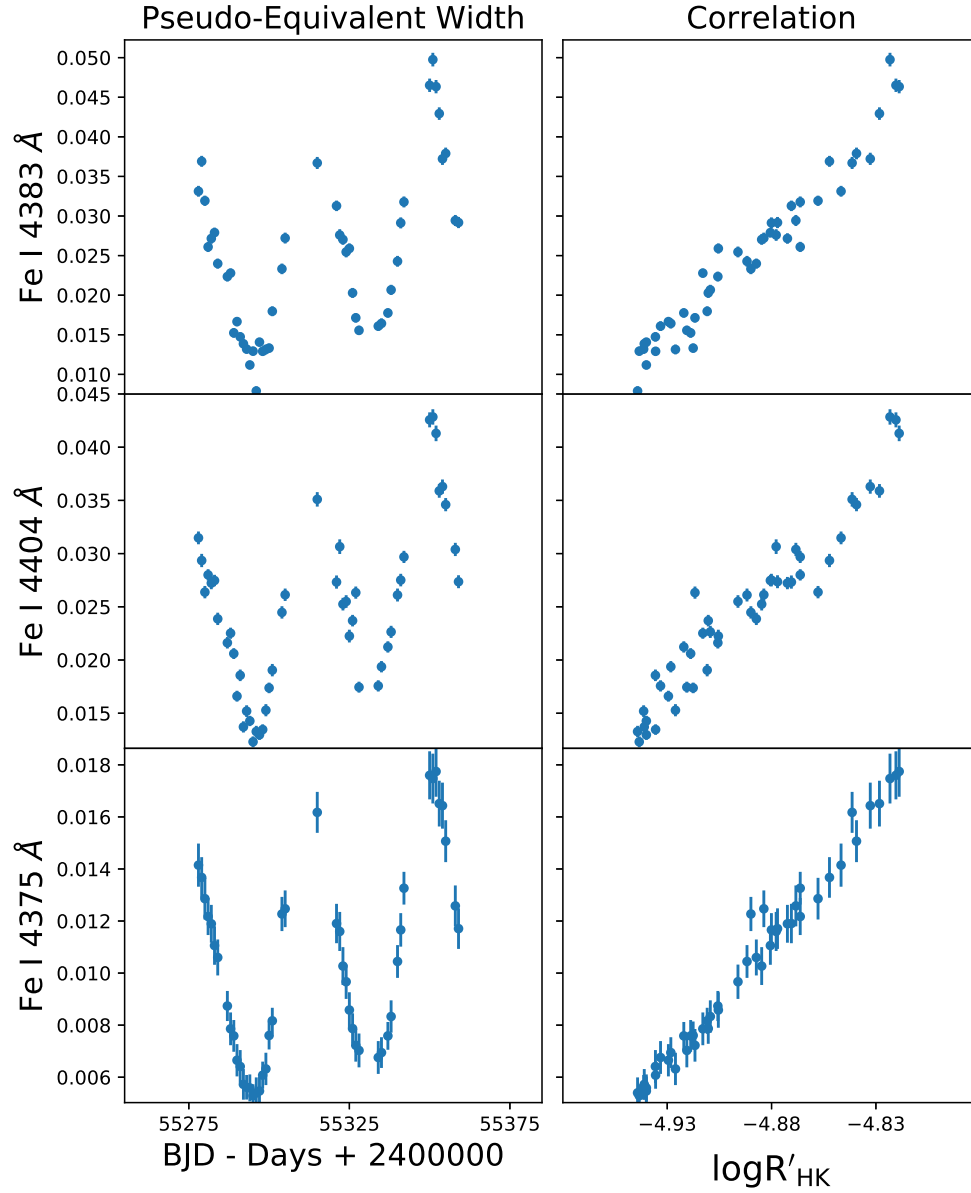 Pseudo-Equivalent Width
Correlation
Fe I 4383 Å
0.050
0.045
0.040
0.035
0.030
0.025
0.020
0.015
0.010
Fe I 4404 Å
0.045
0.040
0.035
0.030
0.025
0.020
0.015
Fe I 4375 Å
0.018
0.016
0.014
0.012
0.010
0.008
0.006
55275 55325 55375
BJD - Days + 2400000
−4.93 −4.88 −4.83
logR′HK